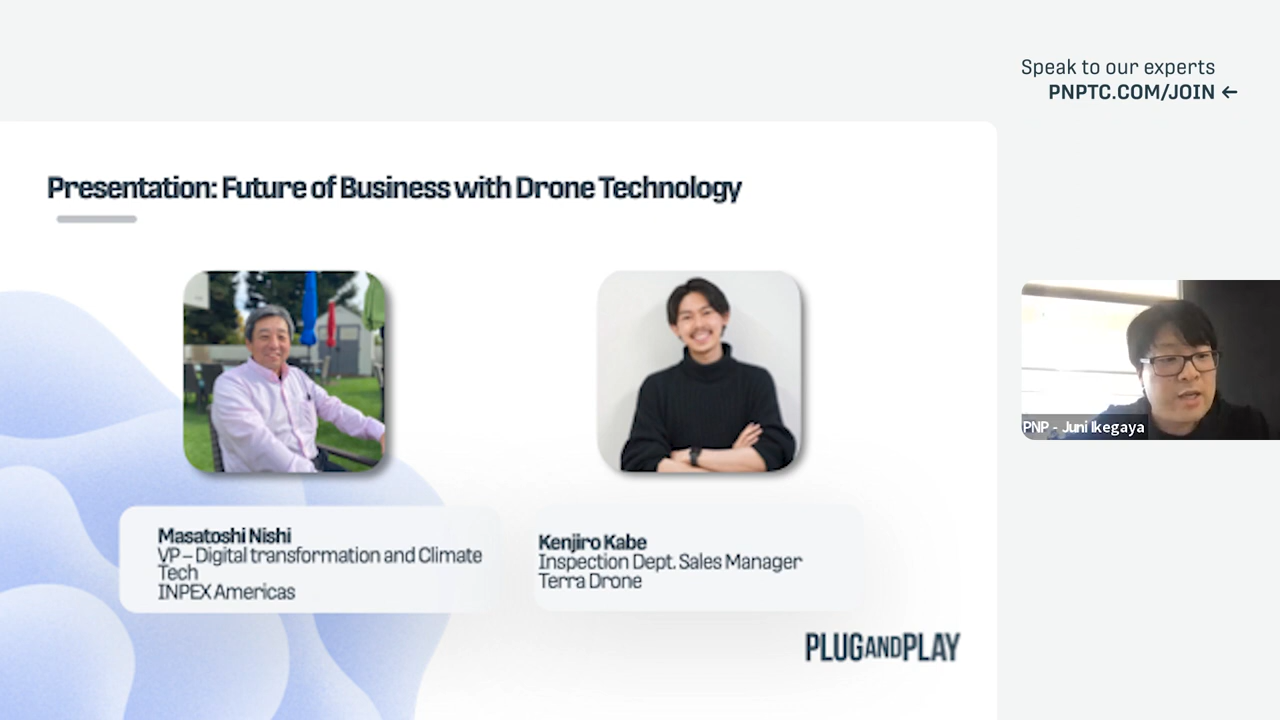 Speak to our experts
PNPTC.COM/JOIN ←
Presentation: Future of Business with Drone Technology
PNP - Juni Ikegaya
Masatoshi Nishi
VP – Digital transformation and Climate
Tech
INPEX Americas
Kenjiro Kabe
Inspection Dept. Sales Manager
Terra Drone
PLUGANDPLAY